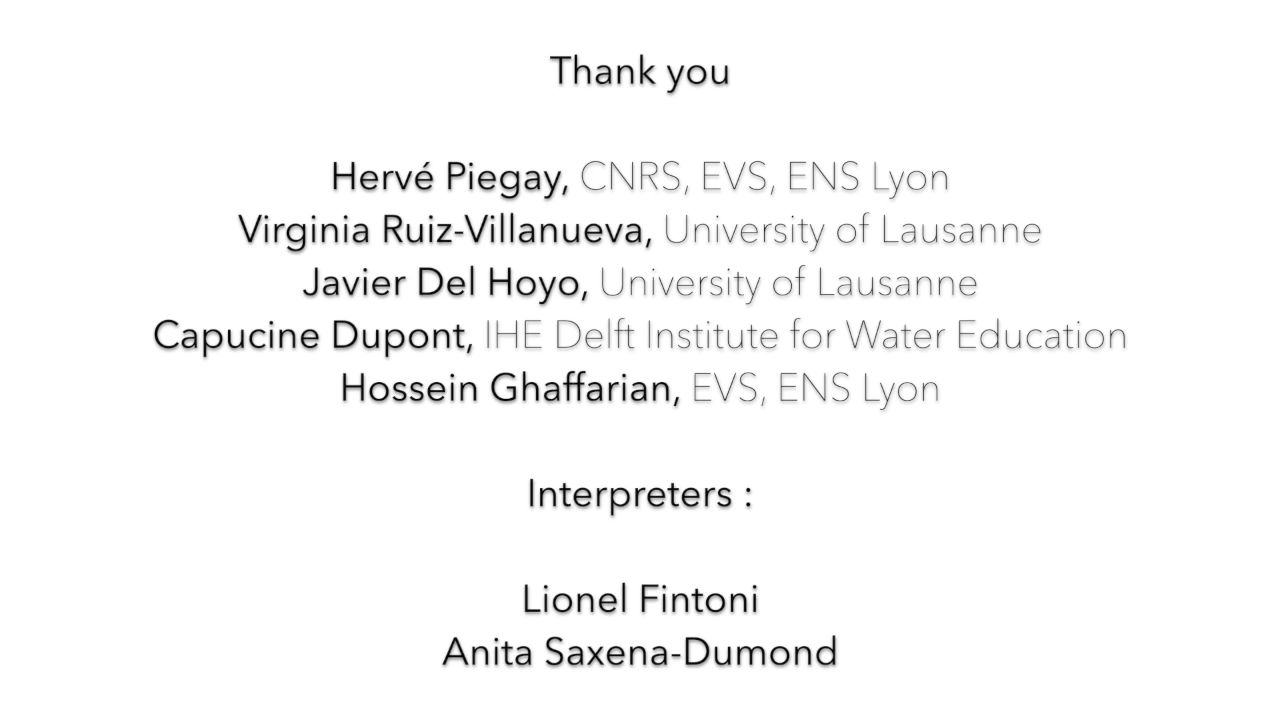 Thank you
Hervé Piegay, CNRS, EVS, ENS Lyon
Virginia Ruiz-Villanueva, University of Lausanne
Javier Del Hoyo, University of Lausanne
Capucine Dupont, IHE Delft Institute for Water Education
Hossein Ghaffarian, EVS, ENS Lyon
Interpreters :
Lionel Fintoni
Anita Saxena-Dumond